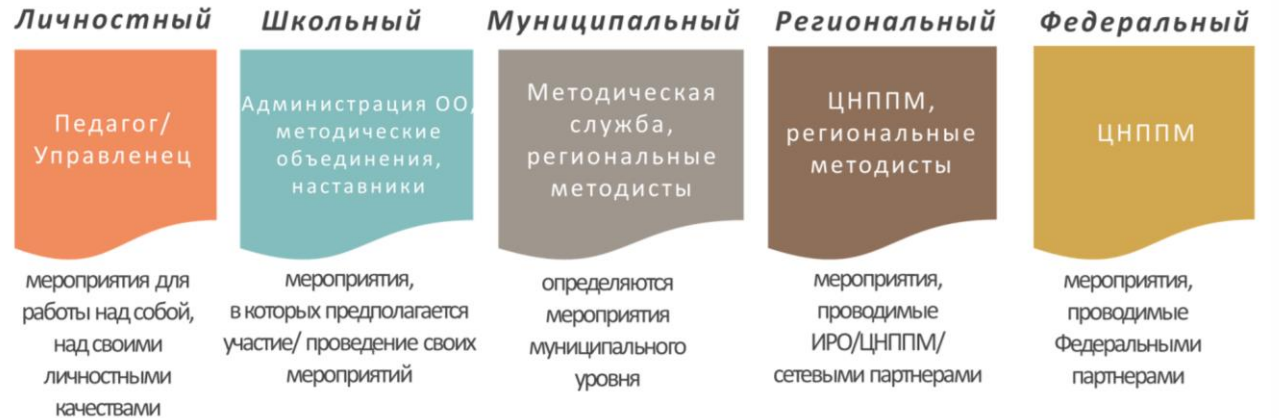 Личностный
Педагог/
Управленец
мероприятия для
работы над собой,
над своими
личностными
качествами
Школьный
Администрация ОО,
методические
объединения,
наставники
мероприятия,
в которых предполагается
участие/ проведение своих
мероприятий
Муниципальный
Методическая
служба,
региональные
методисты
определяются
мероприятия
муниципального
уровня
Региональный
ЦНППМ,
региональные
методисты
мероприятия,
проводимые
ИРО/ЦНППМ/
сетевыми партнерами
Федеральный
ЦНППМ
мероприятия,
проводимые
Федеральными
партнерами